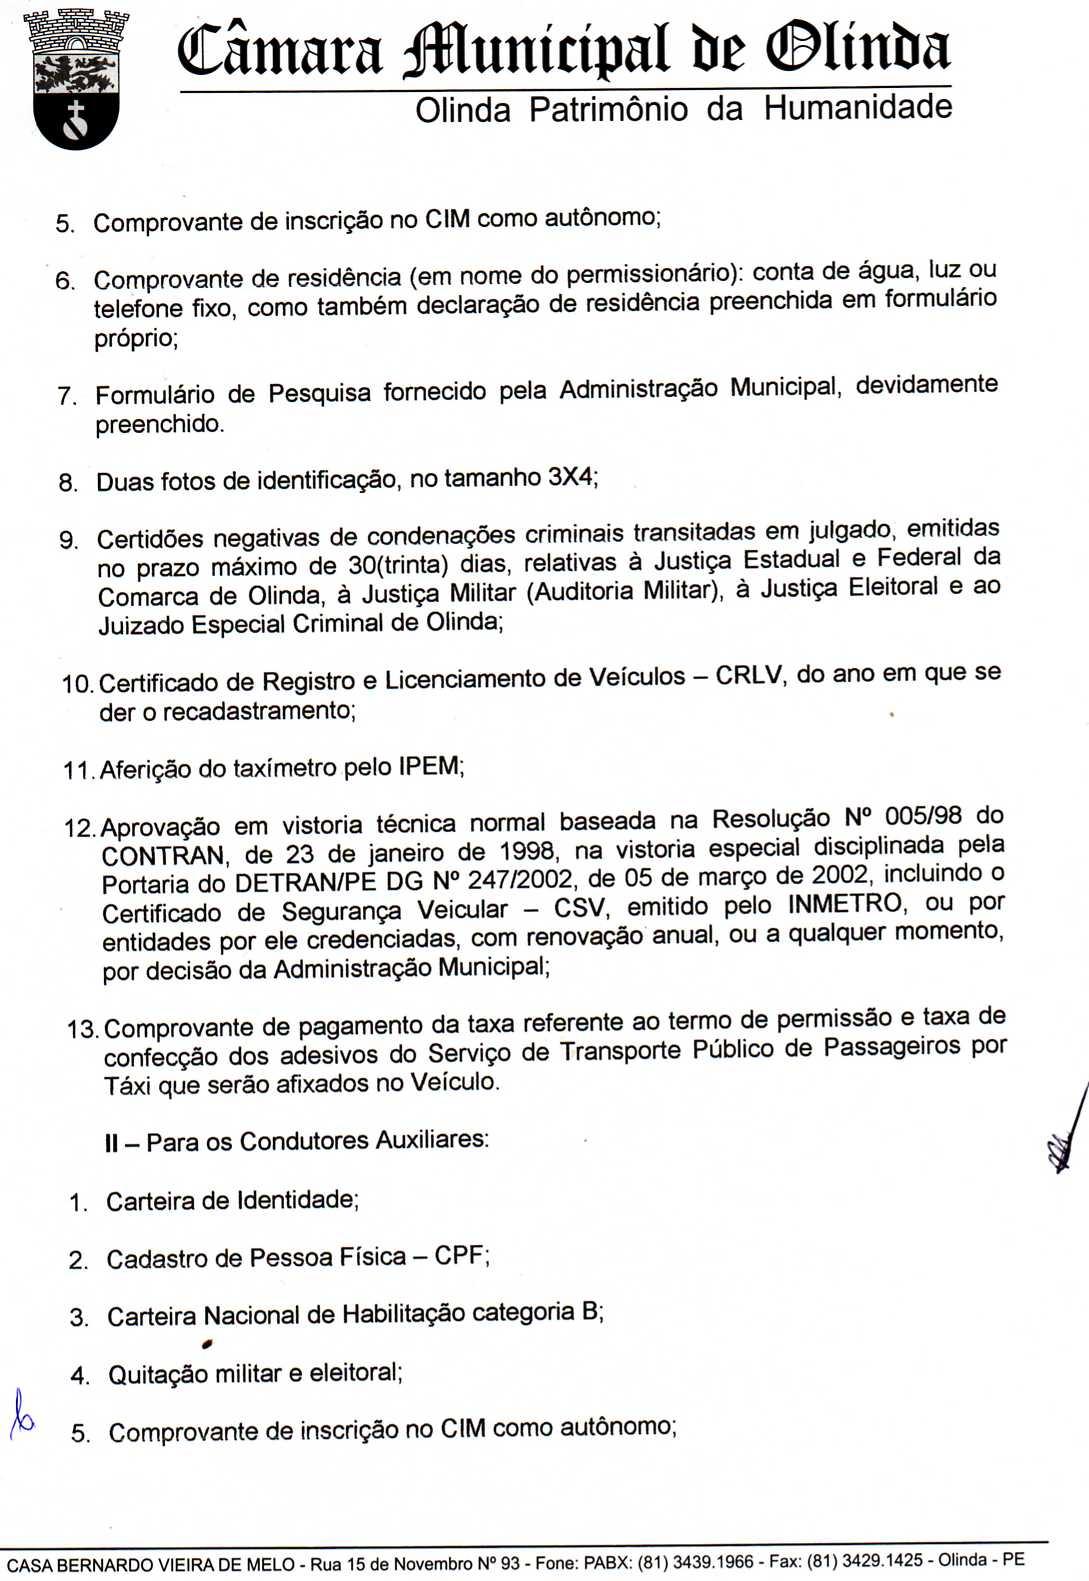 Câmara Municipal de Olinda
Olinda Patrimônio da Humanidade
5. Comprovante de inscrição no CIM como autônomo;
6. Comprovante de residência (em nome do permissionário): conta de água, luz ou
telefone fixo, como também declaração de residência preenchida em formulário
próprio;
7. Formulário de Pesquisa fornecido pela Administração Municipal, devidamente
preenchido.
8. Duas fotos de identificação, no tamanho 3X4;
9. Certidões negativas de condenações criminais transitadas em julgado, emitidas
no prazo máximo de 30(trinta) dias, relativas à Justiça Estadual e Federal da
Comarca de Olinda, à Justiça Militar (Auditoria Militar), à Justiça Eleitoral e ao
Juizado Especial Criminal de Olinda;
10. Certificado de Registro e Licenciamento de Veículos – CRLV, do ano em que se
der o recadastramento;
11. Aferição do taxímetro pelo IPEM;
12. Aprovação em vistoria técnica normal baseada na Resolução Nº 005/98 do
CONTRAN, de 23 de janeiro de 1998, na vistoria especial disciplinada pela
Portaria do DETRAN/PE DG Nº 247/2002, de 05 de março de 2002, incluindo o
Certificado de Segurança Veicular – CSV, emitido pelo INMETRO, ou por
entidades por ele credenciadas, com renovação anual, ou a qualquer momento,
por decisão da Administração Municipal;
13. Comprovante de pagamento da taxa referente ao termo de permissão e taxa de
confecção dos adesivos do Serviço de Transporte Público de Passageiros por
Táxi que serão afixados no Veículo.
II – Para os Condutores Auxiliares:
1. Carteira de Identidade;
2. Cadastro de Pessoa Física – CPF;
3. Carteira Nacional de Habilitação categoria B;
4. Quitação militar e eleitoral;
5. Comprovante de inscrição no CIM como autônomo;
CASA BERNARDO VIEIRA DE MELO - Rua 15 de Novembro Nº 93 - Fone: PABX: (81) 3439.1966 - Fax: (81) 3429.1425 - Olinda - PE